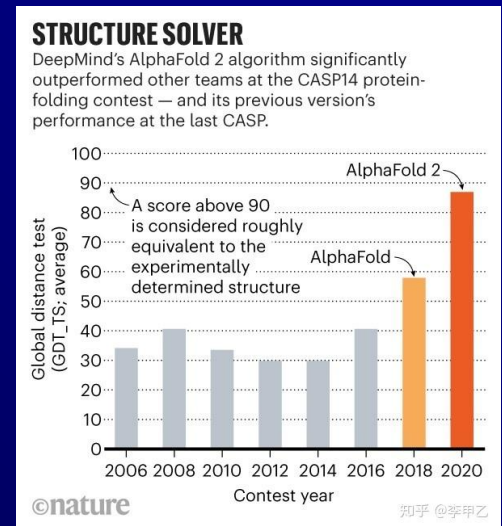 STRUCTURE SOLVER
DeepMind’s AlphaFold 2 algorithm significantly
outperformed other teams at the CASP14 protein-
folding contest — and its previous version’s
performance at the last CASP.
100
AlphaFold 2
90
A score above 90
is considered roughly
equivalent to the
experimentally
determined structure
80
70
AlphaFold
60
50
40
30
20
10
0
Global distance test
(GDT_TS; average)
2006 2008 2010 2012 2014 2016 2018 2020
Contest year
©nature
知乎 @李甲乙